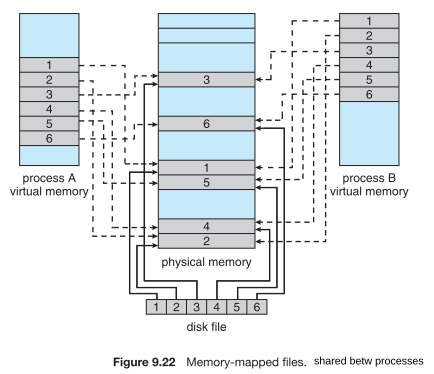 1
2
3
4
5
6
process A
virtual memory
3
6
1
5
4
2
physical memory
1
2
3
4
5
6
process B
virtual memory
1 2 3 4 5 6
disk file
Figure 9.22 Memory-mapped files. shared betw processes